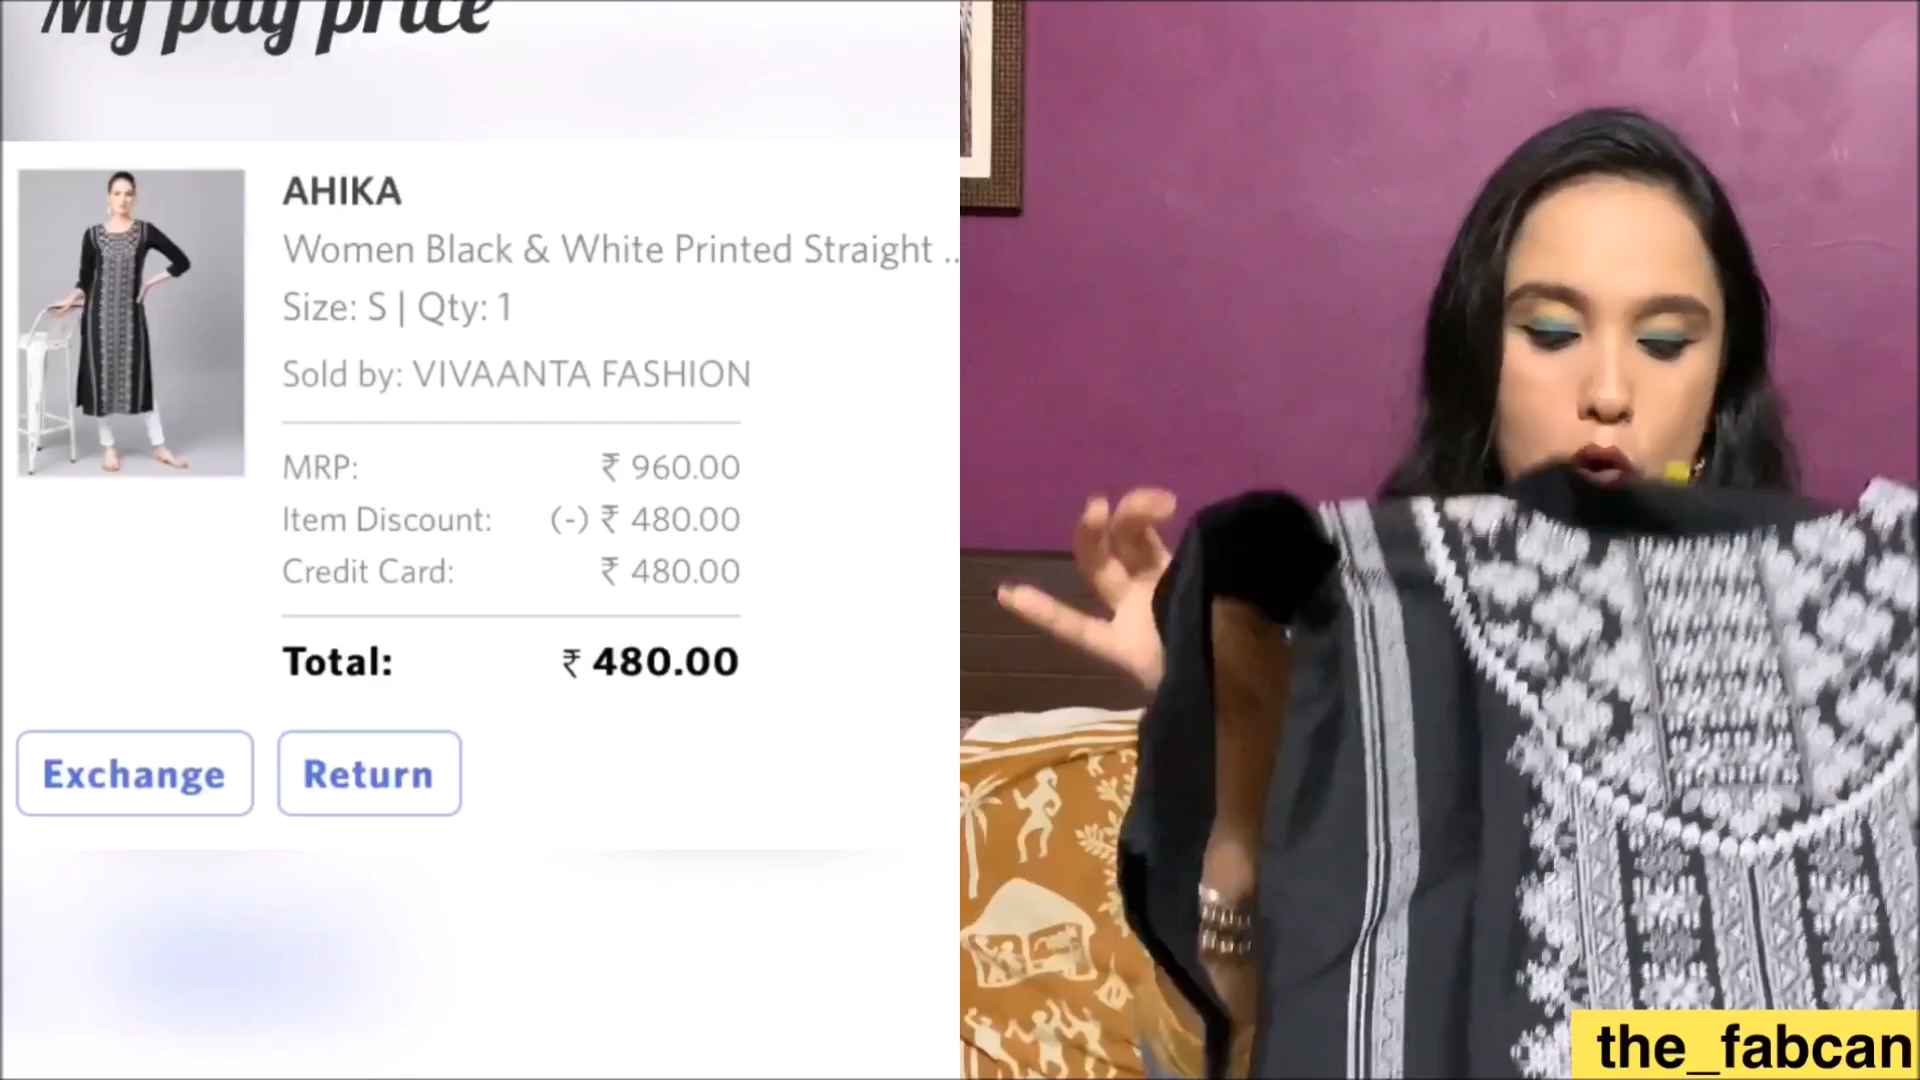 My pay price
AHIKA
Women Black & White Printed Straight ..
Size: S | Qty: 1
Sold by: VIVAANTA FASHION
MRP: ₹ 960.00
Item Discount: (-) ₹ 480.00
Credit Card: ₹ 480.00
Total: ₹ 480.00
Exchange Return
the_fabcan